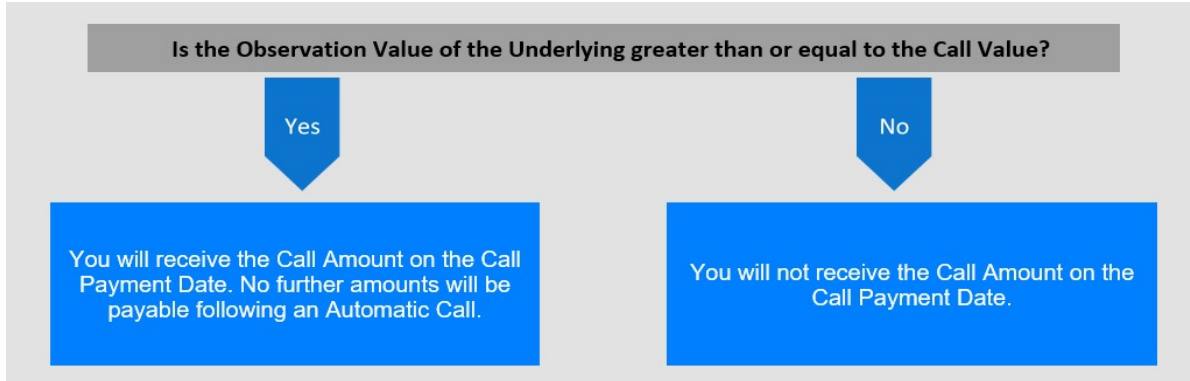 Is the Observation Value of the Underlying greater than or equal to the Call Value?
Yes
No
You will receive the Call Amount on the Call
Payment Date. No further amounts will be
payable following an Automatic Call.
You will not receive the Call Amount on the
Call Payment Date.